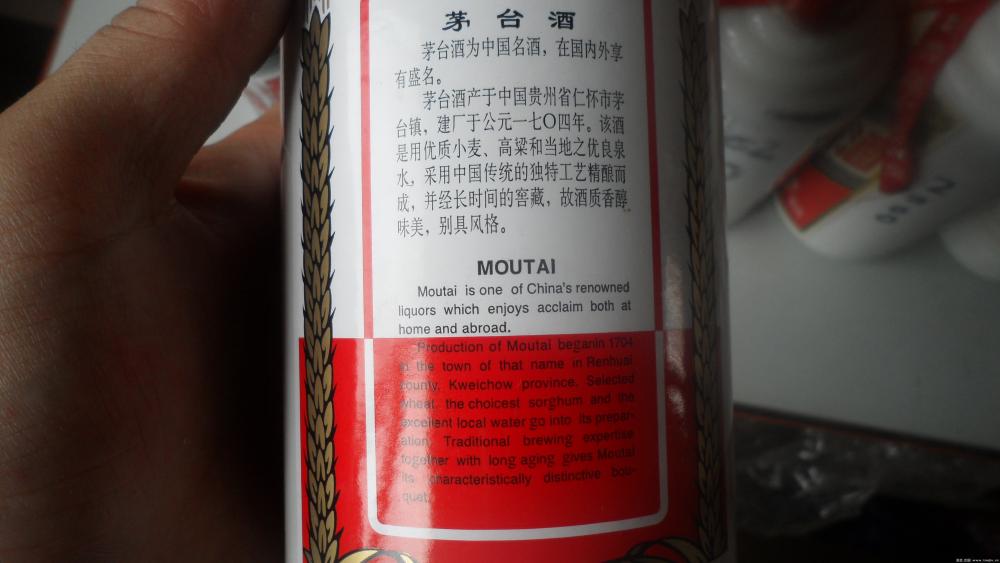 茅台酒
茅台酒为中国名酒，在国内外享
有盛名。
茅台酒产于中国贵州省仁怀市茅
台镇，建厂于公元一七〇四年。该酒
是用优质小麦、高粱和当地之优良泉
水，采用中国传统的独特工艺精酿而
成，并经长时间的窖藏，故酒质香醇
味美，别具风格。
MOUTAI
Moutai is one of China's renowned
liquors which enjoys acclaim both at
home and abroad.
Production of Moutai beganin 1704
in the town of that name in Renhuai
county. Kweichow province. Selected
wheat, the choicest sorghum and the
excellent local water go into its prepar-
ation. Traditional brewing expertise
together with long aging gives Moutai
its characteristically distinctive bou-
quet.